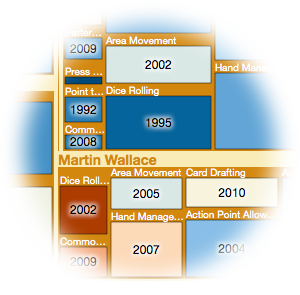 2009
Area Movement
2002
Hand Mana
Press ...
Point t...
1992
Dice Rolling
1995
Comm...
2008
Martin Wallace
Dice Roll...
2002
Area Movement
2005
Card Drafting
2010
Hand Manage...
2007
Action Point Allow
2004
Commo...
2009